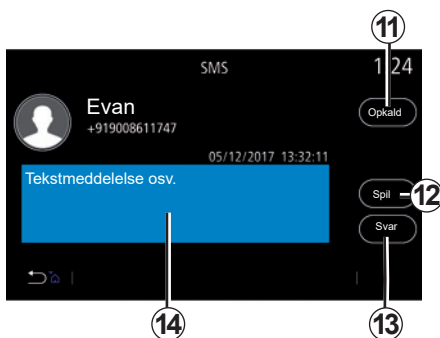 11
SMS
1:24
Evan
+919008611747
Opkald
05/12/2017 13:32:11
Tekstmeddelelse osv.
Spil
12
Svar
14
13